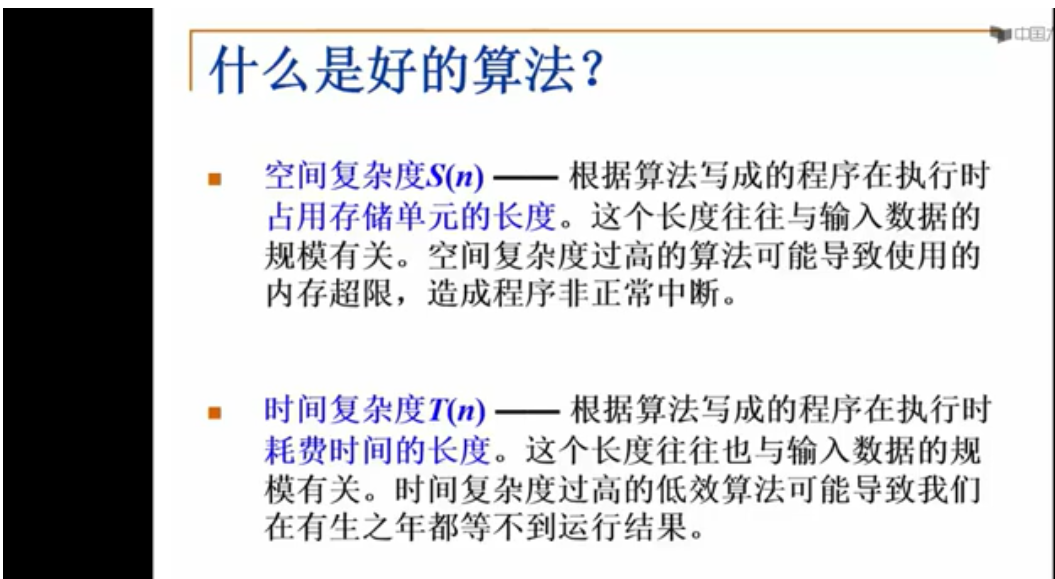 中国大
什么是好的算法？
■ 空间复杂度S(n) —— 根据算法写成的程序在执行时
占用存储单元的长度。这个长度往往与输入数据的
规模有关。空间复杂度过高的算法可能导致使用的
内存超限，造成程序非正常中断。
■ 时间复杂度T(n) —— 根据算法写成的程序在执行时
耗费时间的长度。这个长度往往也与输入数据的规
模有关。时间复杂度过高的低效算法可能导致我们
在有生之年都等不到运行结果。